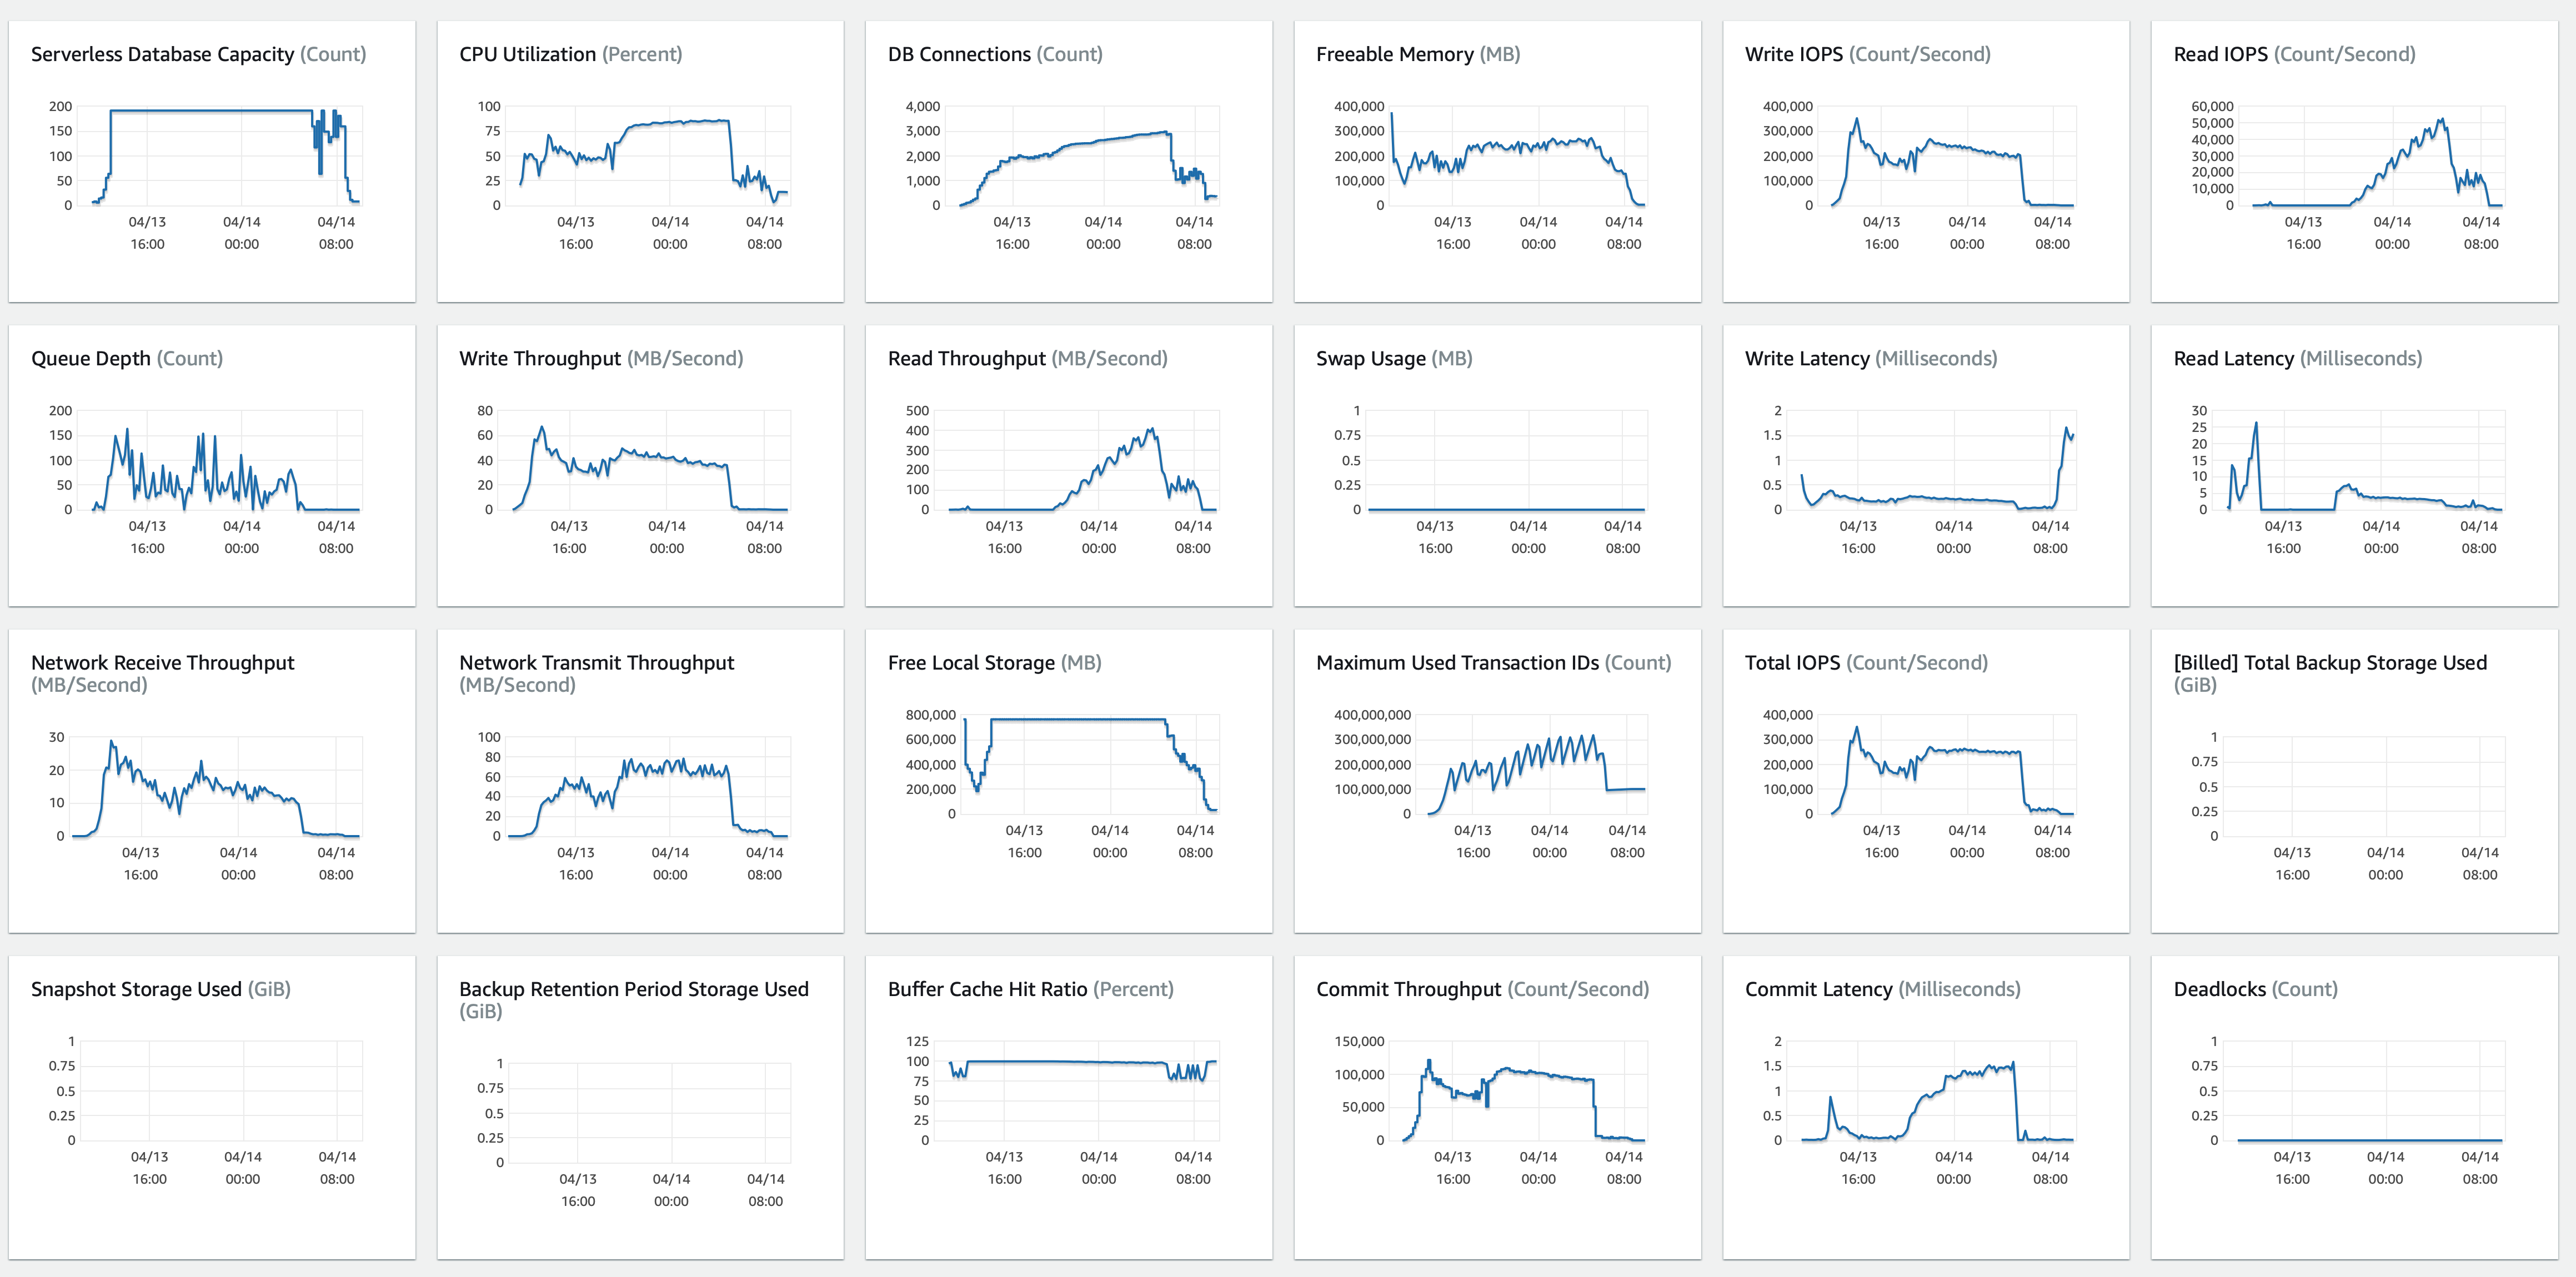 Serverless Database Capacity (Count)
200
150
100
50
0
04/13 04/14 04/14
16:00 00:00 08:00
CPU Utilization (Percent)
100
75
50
25
0
04/13 04/14 04/14
16:00 00:00 08:00
DB Connections (Count)
4,000
3,000
2,000
1,000
0
04/13 04/14 04/14
16:00 00:00 08:00
Freeable Memory (MB)
400,000
300,000
200,000
100,000
0
04/13 04/14 04/14
16:00 00:00 08:00
Write IOPS (Count/Second)
400,000
300,000
200,000
100,000
0
04/13 04/14 04/14
16:00 00:00 08:00
Read IOPS (Count/Second)
60,000
50,000
40,000
30,000
20,000
10,000
0
04/13 04/14 04/14
16:00 00:00 08:00
Queue Depth (Count)
200
150
100
50
0
04/13 04/14 04/14
16:00 00:00 08:00
Write Throughput (MB/Second)
80
60
40
20
0
04/13 04/14 04/14
16:00 00:00 08:00
Read Throughput (MB/Second)
500
400
300
200
100
0
04/13 04/14 04/14
16:00 00:00 08:00
Swap Usage (MB)
1
0.75
0.5
0.25
0
04/13 04/14 04/14
16:00 00:00 08:00
Write Latency (Milliseconds)
2
1.5
1
0.5
0
04/13 04/14 04/14
16:00 00:00 08:00
Read Latency (Milliseconds)
30
25
20
15
10
5
0
04/13 04/14 04/14
16:00 00:00 08:00
Network Receive Throughput
(MB/Second)
30
20
10
0
04/13 04/14 04/14
16:00 00:00 08:00
Network Transmit Throughput
(MB/Second)
100
80
60
40
20
0
04/13 04/14 04/14
16:00 00:00 08:00
Free Local Storage (MB)
800,000
600,000
400,000
200,000
0
04/13 04/14 04/14
16:00 00:00 08:00
Maximum Used Transaction IDs (Count)
400,000,000
300,000,000
200,000,000
100,000,000
0
04/13 04/14 04/14
16:00 00:00 08:00
Total IOPS (Count/Second)
400,000
300,000
200,000
100,000
0
04/13 04/14 04/14
16:00 00:00 08:00
[Billed] Total Backup Storage Used
(GiB)
1
0.75
0.5
0.25
0
04/13 04/14 04/14
16:00 00:00 08:00
Snapshot Storage Used (GiB)
1
0.75
0.5
0.25
0
04/13 04/14 04/14
16:00 00:00 08:00
Backup Retention Period Storage Used
(GiB)
1
0.75
0.5
0.25
0
04/13 04/14 04/14
16:00 00:00 08:00
Buffer Cache Hit Ratio (Percent)
125
100
75
50
25
0
04/13 04/14 04/14
16:00 00:00 08:00
Commit Throughput (Count/Second)
150,000
100,000
50,000
0
04/13 04/14 04/14
16:00 00:00 08:00
Commit Latency (Milliseconds)
2
1.5
1
0.5
0
04/13 04/14 04/14
16:00 00:00 08:00
Deadlocks (Count)
1
0.75
0.5
0.25
0
04/13 04/14 04/14
16:00 00:00 08:00